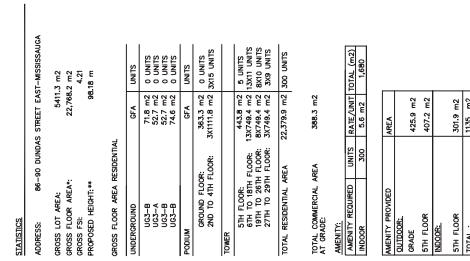 STATISTICS
ADDRESS: 86-90 DUNDAS STREET EAST-MISSISSAUGA
GROSS LOT AREA: 5411.3 m2
GROSS FLOOR AREA*: 22,768.2 m2
GROSS FSI: 4.21
PROPOSED HEIGHT:** 96.18 m
GROSS FLOOR AREA RESIDENTIAL
UNDERGROUND GFA UNITS
UG3-B 71.8 m2 0 UNITS
UG3-A 52.7 m2 0 UNITS
UG3-B 52.7 m2 0 UNITS
UG3-B 74.6 m2 0 UNITS
PODIUM GFA UNITS
GROUND FLOOR: 363.3 m2 0 UNITS
2ND TO 4TH FLOOR: 3X1111.8 m2 3X15 UNITS
TOWER
5TH FLOOR: 443.8 m2 5 UNITS
6TH TO 18TH FLOOR: 13X749.4 m2 13X11 UNITS
19TH TO 26TH FLOOR: 8X749.4 m2 8X10 UNITS
27TH TO 29TH FLOOR: 3X749.4 m2 3X9 UNITS
TOTAL RESIDENTIAL AREA 22,379.9 m2 300 UNITS
TOTAL COMMERCIAL AREA 388.3 m2
AT GRADE:
AMENITY:
AMENITY REQUIRED UNITS RATE/UNIT TOTAL (m2)
INDOOR 300 5.6 m2 1,680
AMENITY PROVIDED AREA
OUTDOOR:
GRADE 425.9 m2
5TH FLOOR 407.2 m2
INDOOR:
5TH FLOOR 301.9 m2
TOTAL: 1135 m2